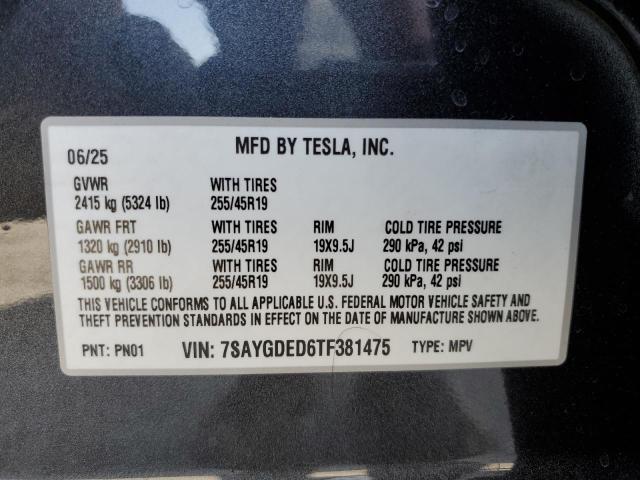 06/25 MFD BY TESLA, INC.
GVWR WITH TIRES
2415 kg (5324 lb) 255/45R19
GAWR FRT WITH TIRES RIM COLD TIRE PRESSURE
1320 kg (2910 lb) 255/45R19 19X9.5J 290 kPa, 42 psi
GAWR RR WITH TIRES RIM COLD TIRE PRESSURE
1500 kg (3306 lb) 255/45R19 19X9.5J 290 kPa, 42 psi
THIS VEHICLE CONFORMS TO ALL APPLICABLE U.S. FEDERAL MOTOR VEHICLE SAFETY AND
THEFT PREVENTION STANDARDS IN EFFECT ON THE DATE OF MANUFACTURE SHOWN ABOVE.
PNT: PN01 VIN: 7SAYGDED6TF381475 TYPE: MPV